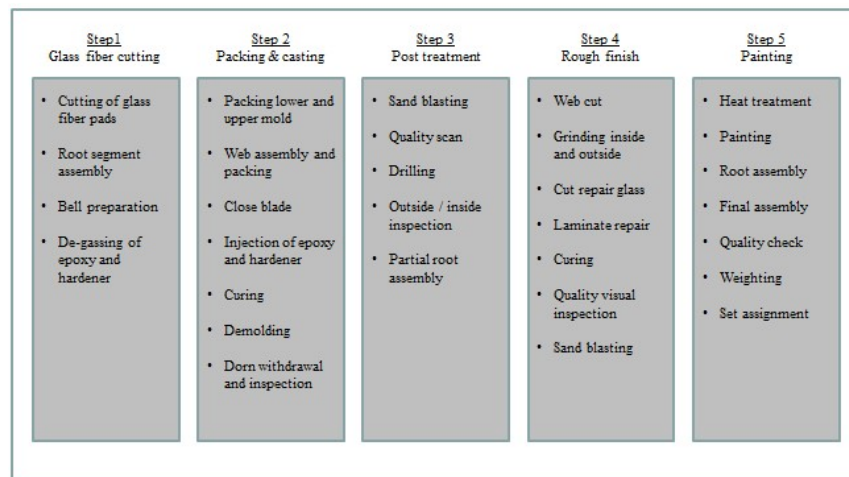 Step1
Glass fiber cutting
• Cutting of glass
fiber pads
• Root segment
assembly
• Bell preparation
• De-gassing of
epoxy and
hardener
Step 2
Packing & casting
• Packing lower and
upper mold
• Web assembly and
packing
• Close blade
• Injection of epoxy
and hardener
• Curing
• Demolding
• Dorn withdrawal
and inspection
Step 3
Post treatment
• Sand blasting
• Quality scan
• Drilling
• Outside / inside
inspection
• Partial root
assembly
Step 4
Rough finish
• Web cut
• Grinding inside
and outside
• Cut repair glass
• Laminate repair
• Curing
• Quality visual
inspection
• Sand blasting
Step 5
Painting
• Heat treatment
• Painting
• Root assembly
• Final assembly
• Quality check
• Weighting
• Set assignment